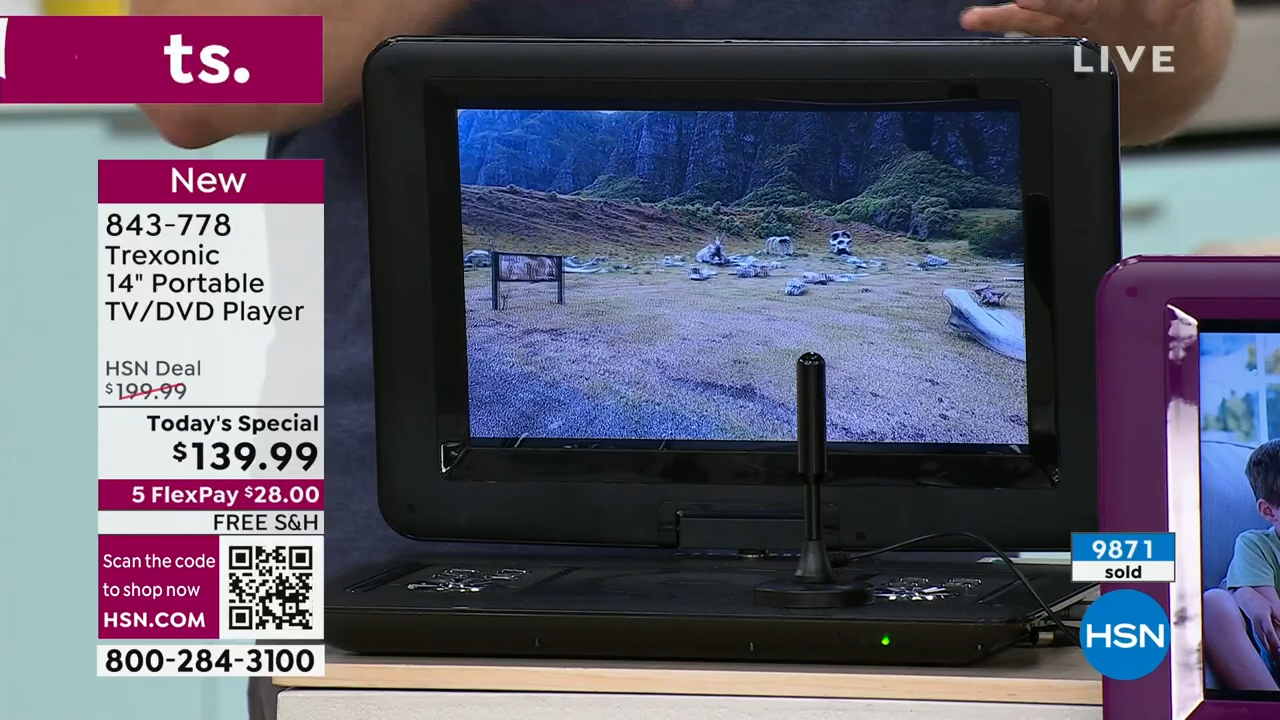 ts.
LIVE
New
843-778
Trexonic
14" Portable
TV/DVD Player
HSN Deal
$199.99
Today's Special
$139.99
5 FlexPay $28.00
FREE S&H
Scan the code
to shop now
HSN.COM
800-284-3100
9871
sold
HSN